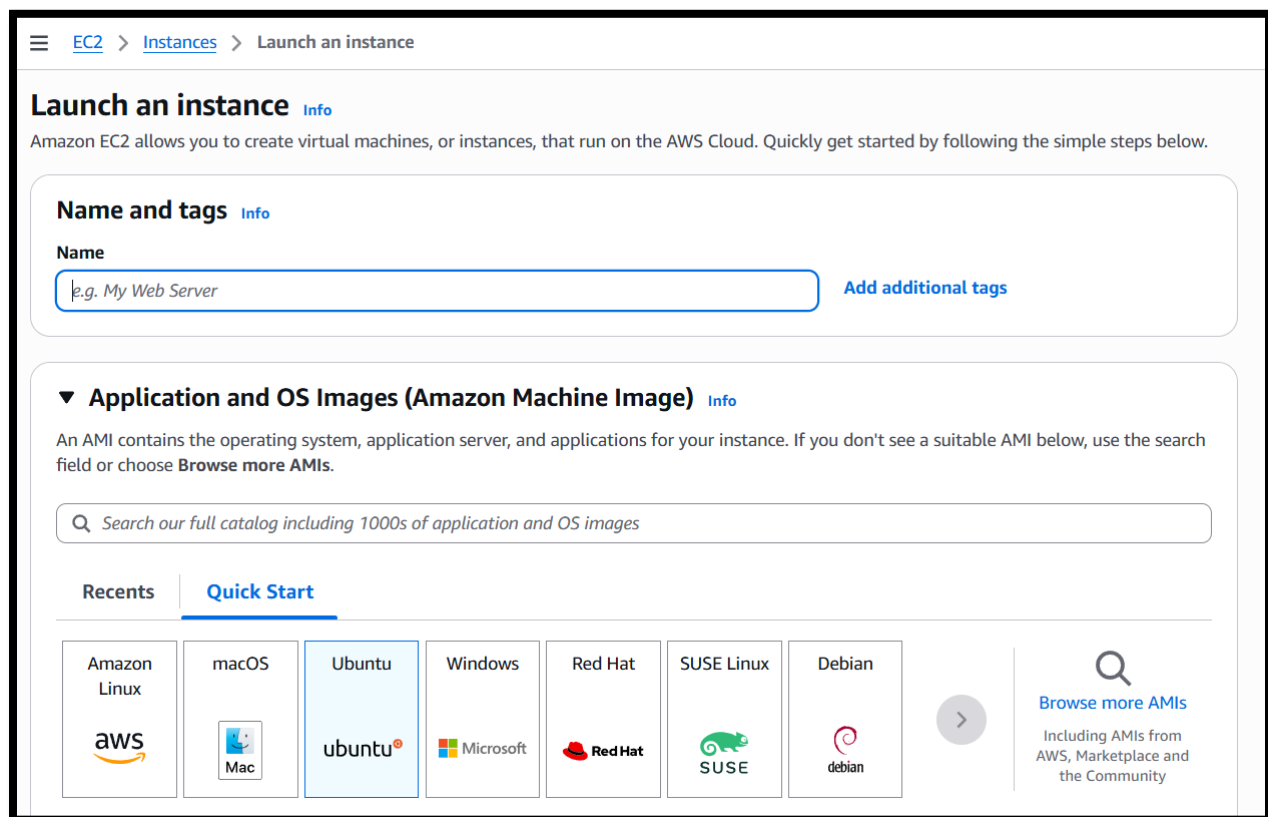 EC2 > Instances > Launch an instance
Launch an instance Info
Amazon EC2 allows you to create virtual machines, or instances, that run on the AWS Cloud. Quickly get started by following the simple steps below.
Name and tags Info
Name
e.g. My Web Server
Add additional tags
Application and OS Images (Amazon Machine Image) Info
An AMI contains the operating system, application server, and applications for your instance. If you don't see a suitable AMI below, use the search
field or choose Browse more AMIs.
Search our full catalog including 1000s of application and OS images
Recents
Quick Start
Amazon
Linux
aws
macOS
Mac
Ubuntu
ubuntu
Windows
Microsoft
Red Hat
Red Hat
SUSE Linux
SUSE
Debian
debian
Browse more AMIs
Including AMIs from
AWS, Marketplace and
the Community